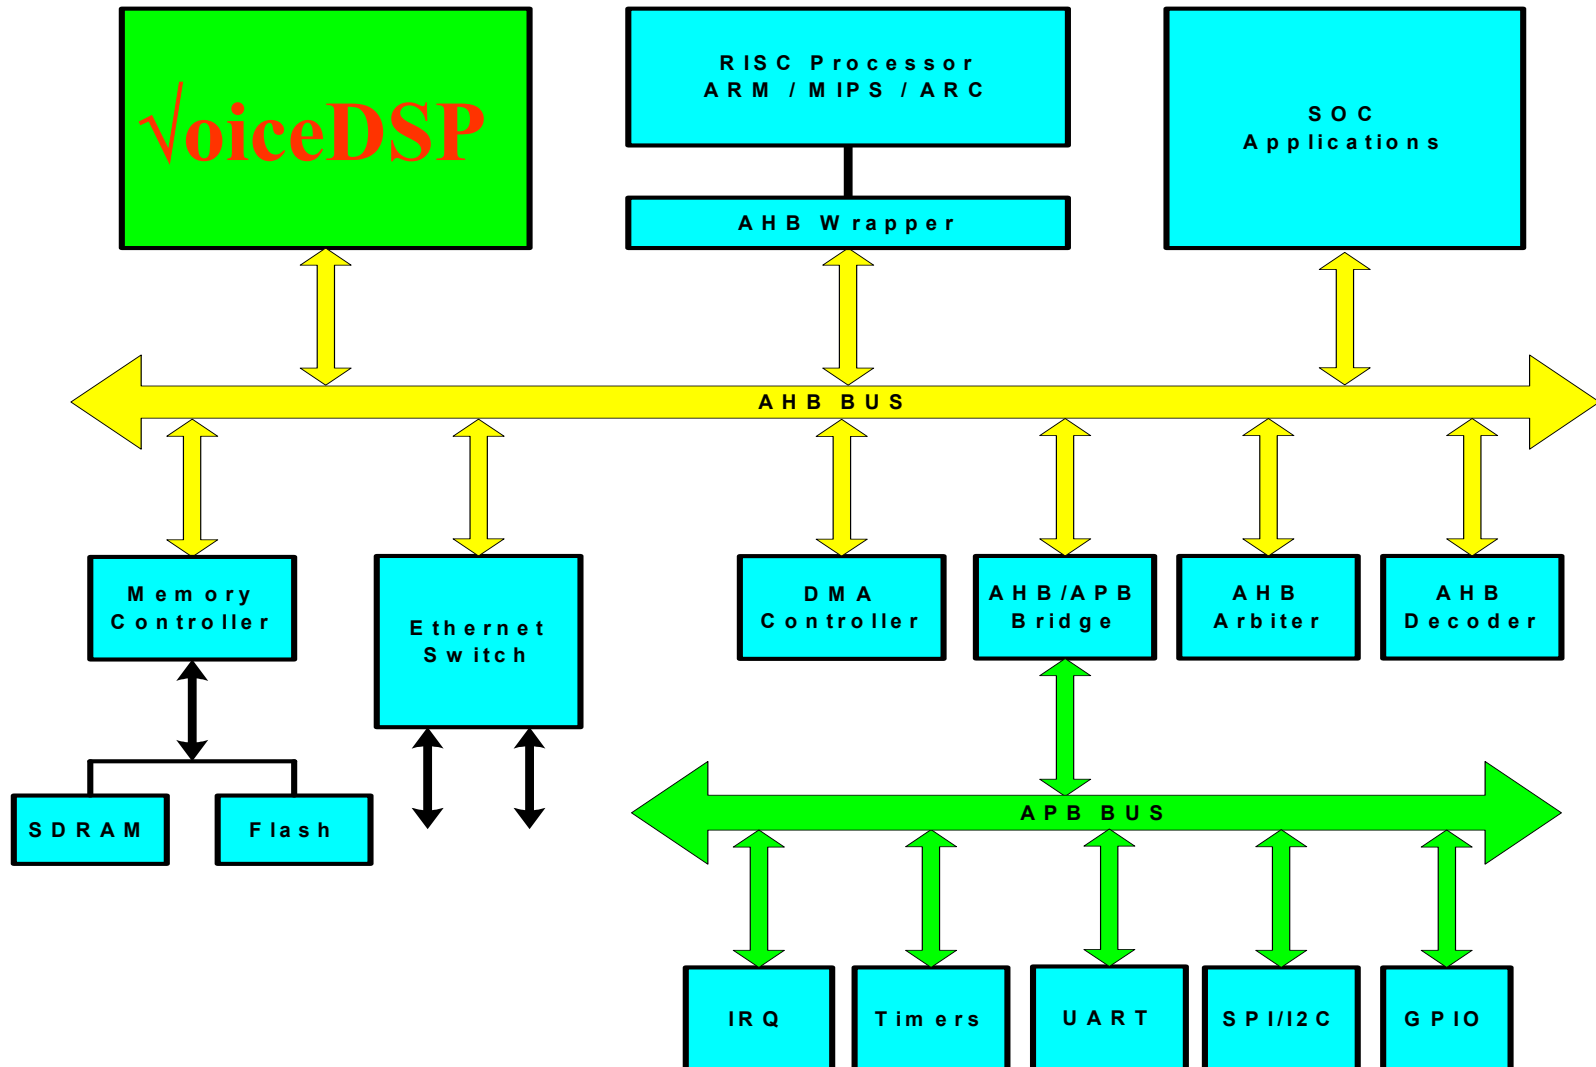 √oiceDSP
RISC Processor
ARM / MIPS / ARC
SOC
Applications
AHB Wrapper
AHB BUS
Memory
Controller
Ethernet
Switch
DMA
Controller
AHB/APB
Bridge
AHB
Arbiter
AHB
Decoder
SDRAM
Flash
APB BUS
IRQ
Timers
UART
SPI/I2C
GPIO